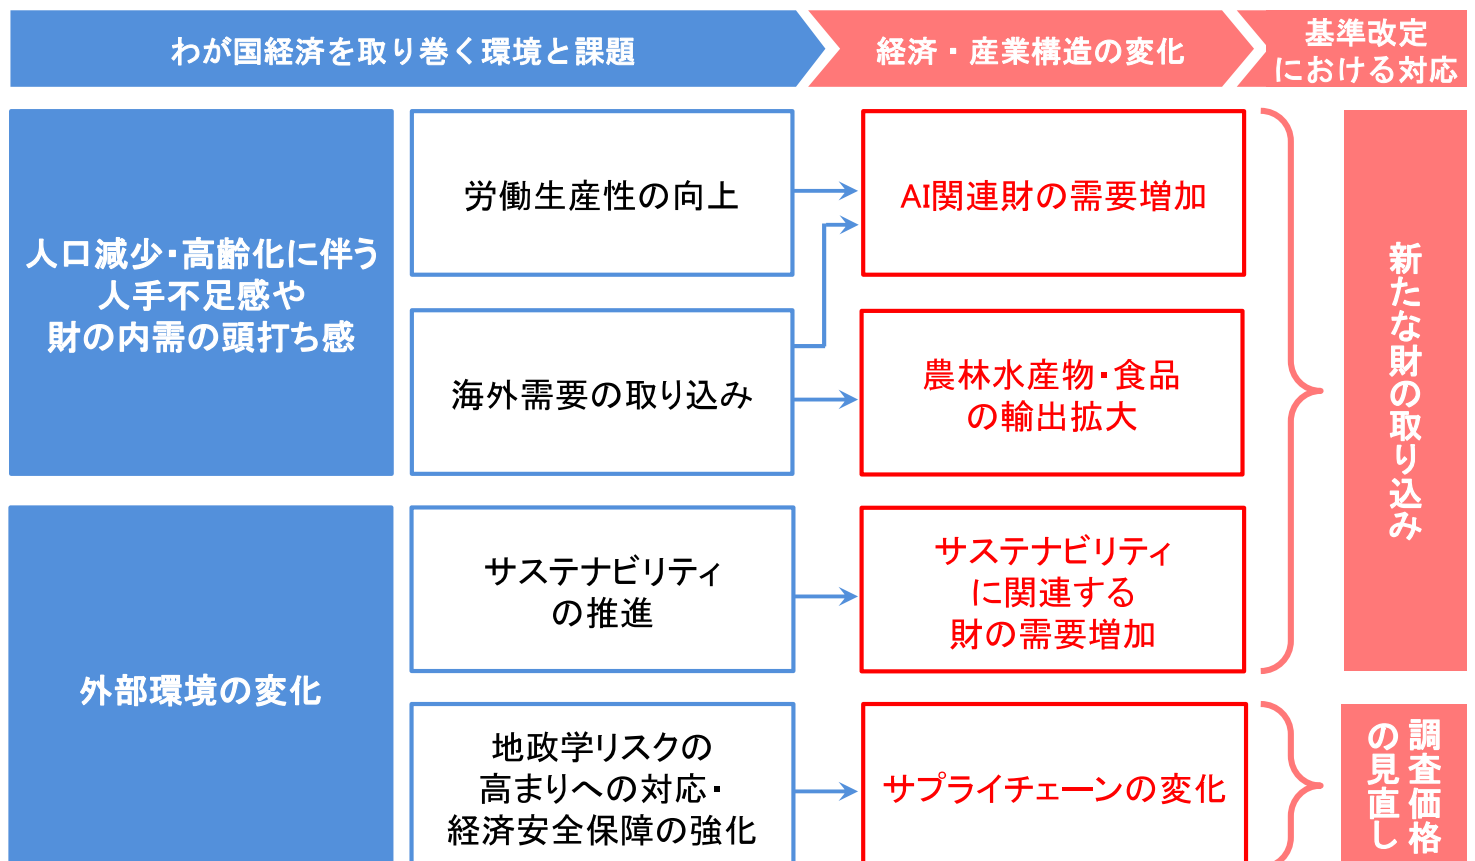 わが国経済を取り巻く環境と課題
経済・産業構造の変化
基準改定
における対応
人口減少・高齢化に伴う
人手不足感や
財の内需の頭打ち感
労働生産性の向上
AI関連財の需要増加
海外需要の取り込み
農林水産物・食品
の輸出拡大
新たな財の取り込み
外部環境の変化
サステナビリティ
の推進
サステナビリティ
に関連する
財の需要増加
地政学リスクの
高まりへの対応・
経済安全保障の強化
サプライチェーンの変化
調査価格
の見直し